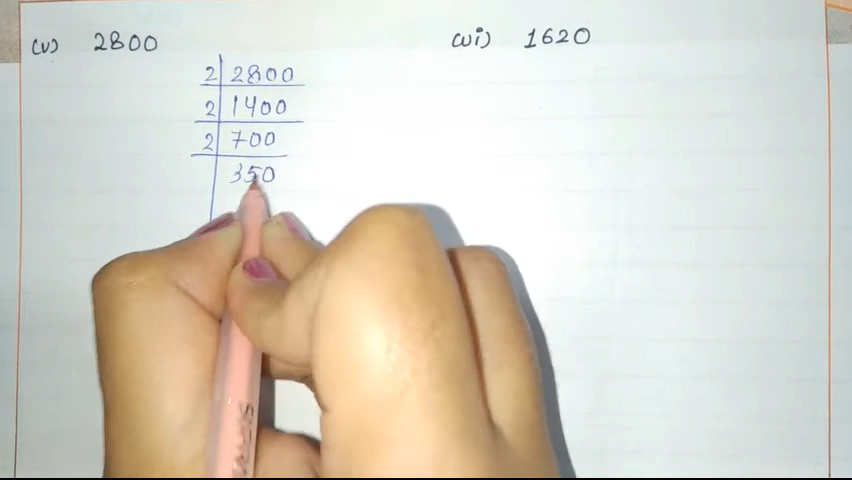 (v) 2800
(vi) 1620
2 2800
2 1400
2 700
350